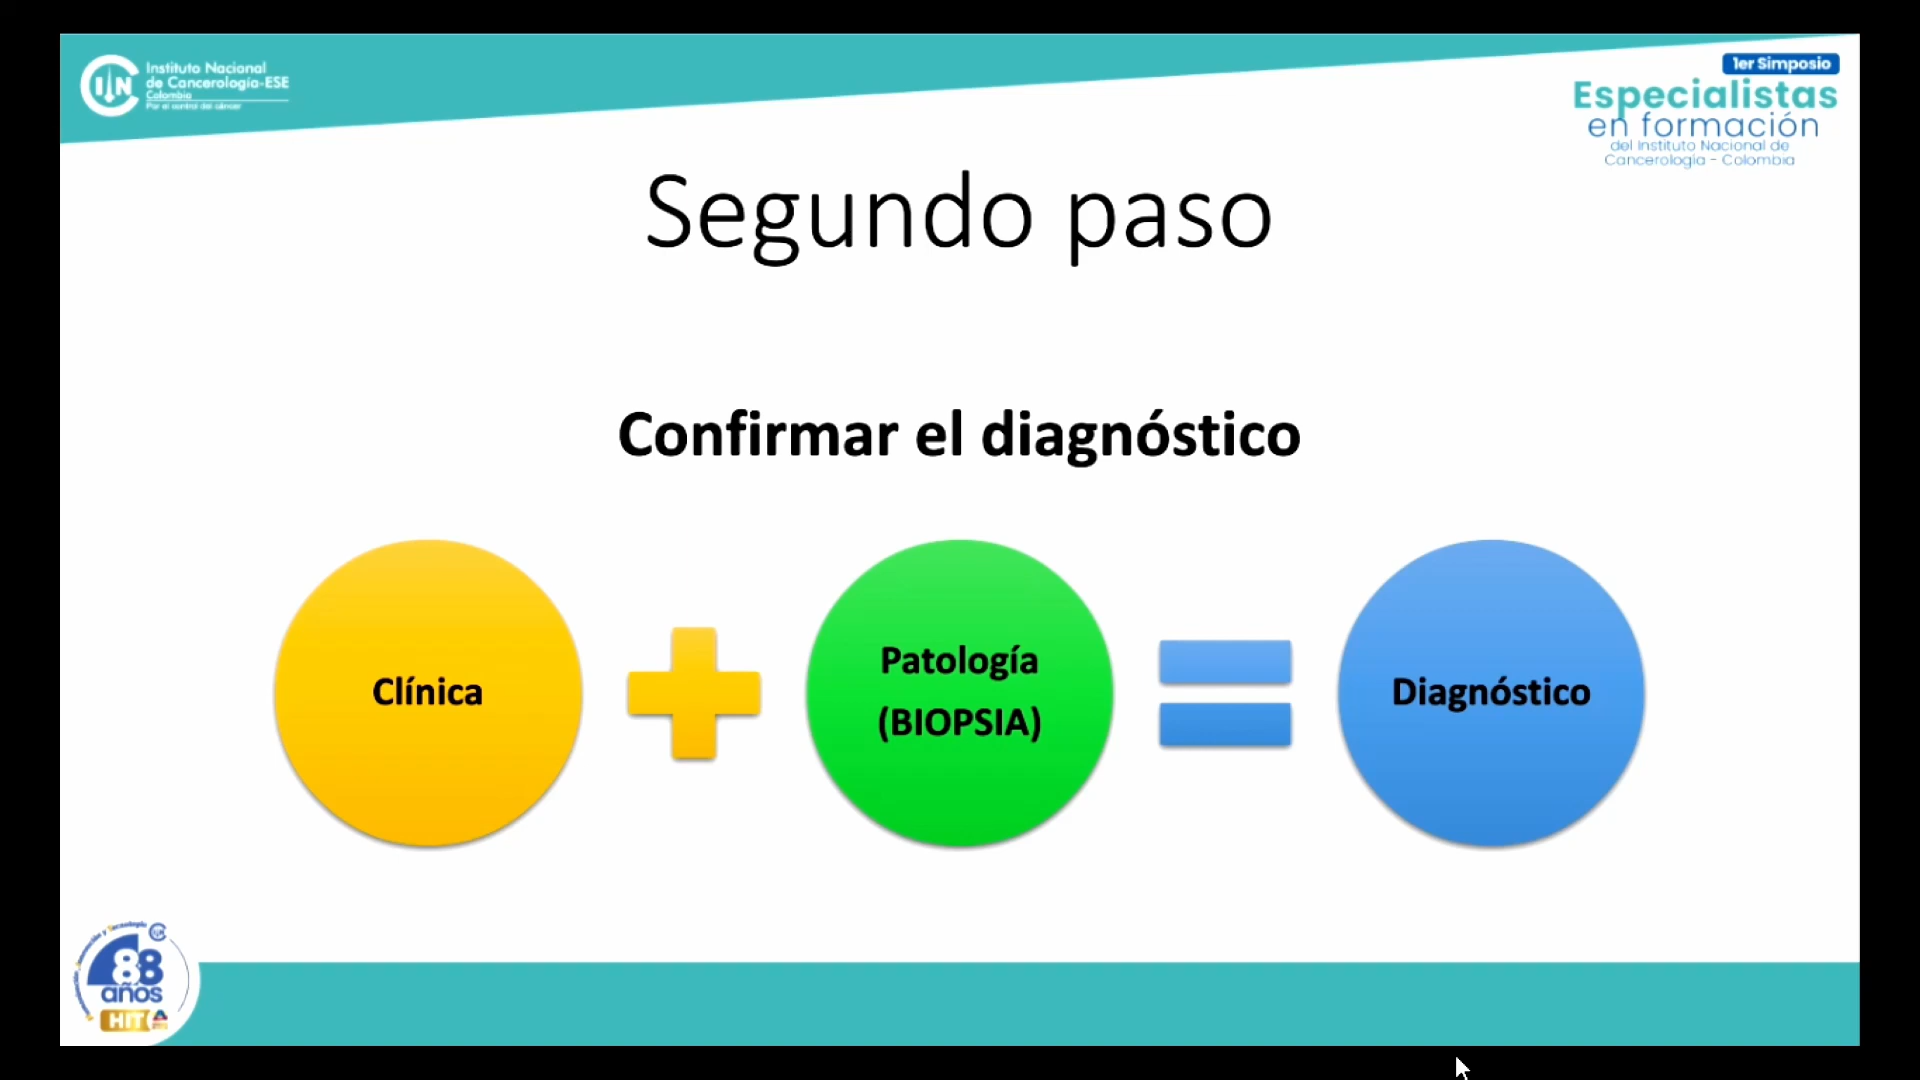 Instituto Nacional
de Cancerología-ESE
Colombia
Por el control del cáncer
1er Simposio
Especialistas
en formación
del Instituto Nacional de
Cancerología - Colombia
Segundo paso
Confirmar el diagnóstico
Clínica
Patología
(BIOPSIA)
Diagnóstico
88
años
HIT